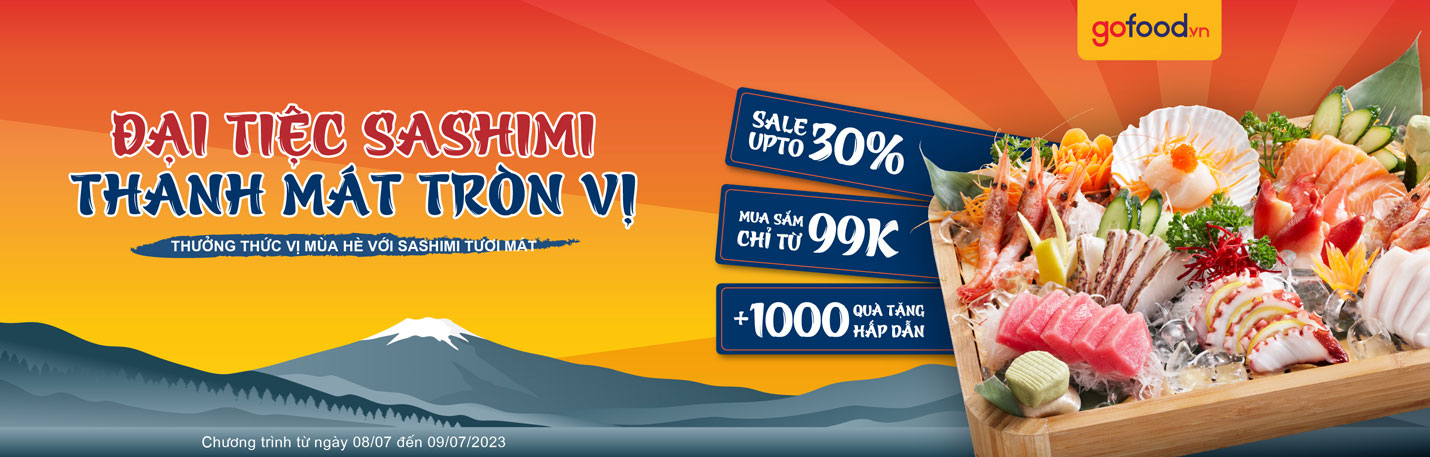 gofood.vn
ĐẠI TIỆC SASHIMI
THANH MÁT TRÒN VỊ
THƯỞNG THỨC VỊ MÙA HÈ VỚI SASHIMI TƯƠI MÁT
SALE UPTO 30%
MUA SẮM CHỈ TỪ 99K
+1000 QUÀ TẶNG HẤP DẪN
Chương trình từ ngày 08/07 đến 09/07/2023